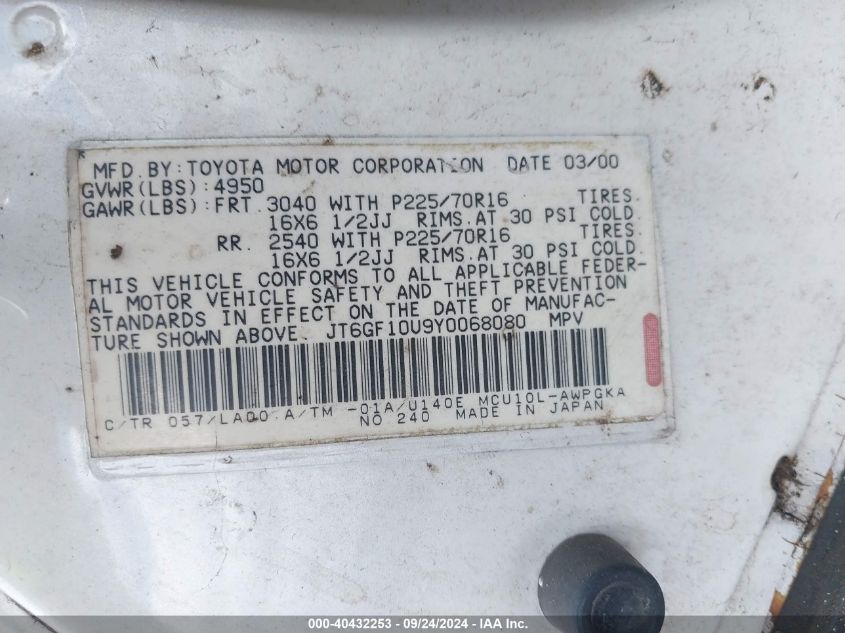 MFD.BY:TOYOTA MOTOR CORPORATION DATE 03/00
GVWR(LBS):4950
GAWR(LBS):FRT.3040 WITH P225/70R16 TIRES.
16X6 1/2JJ RIMS.AT 30 PSI COLD.
RR. 2540 WITH P225/70R16 TIRES.
16X6 1/2JJ RIMS.AT 30 PSI COLD.
THIS VEHICLE CONFORMS TO ALL APPLICABLE FEDER-
AL MOTOR VEHICLE SAFETY AND THEFT PREVENTION
STANDARDS IN EFFECT ON THE DATE OF MANUFAC-
TURE SHOWN ABOVE. JT6GF10U9Y0068080 MPV
C/TR 057/LA00 A/TM -01A/U140E MCU10L-AWPGKA
NO 240 MADE IN JAPAN
000-40432253 - 09/24/2024 - IAA Inc.